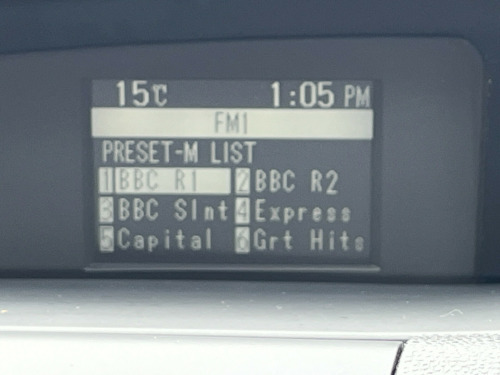 15℃ 1:05 PM
FM1
PRESET-M LIST
1 BBC R1 2 BBC R2
3 BBC Slnt 4 Express
5 Capital 6 Grt Hits